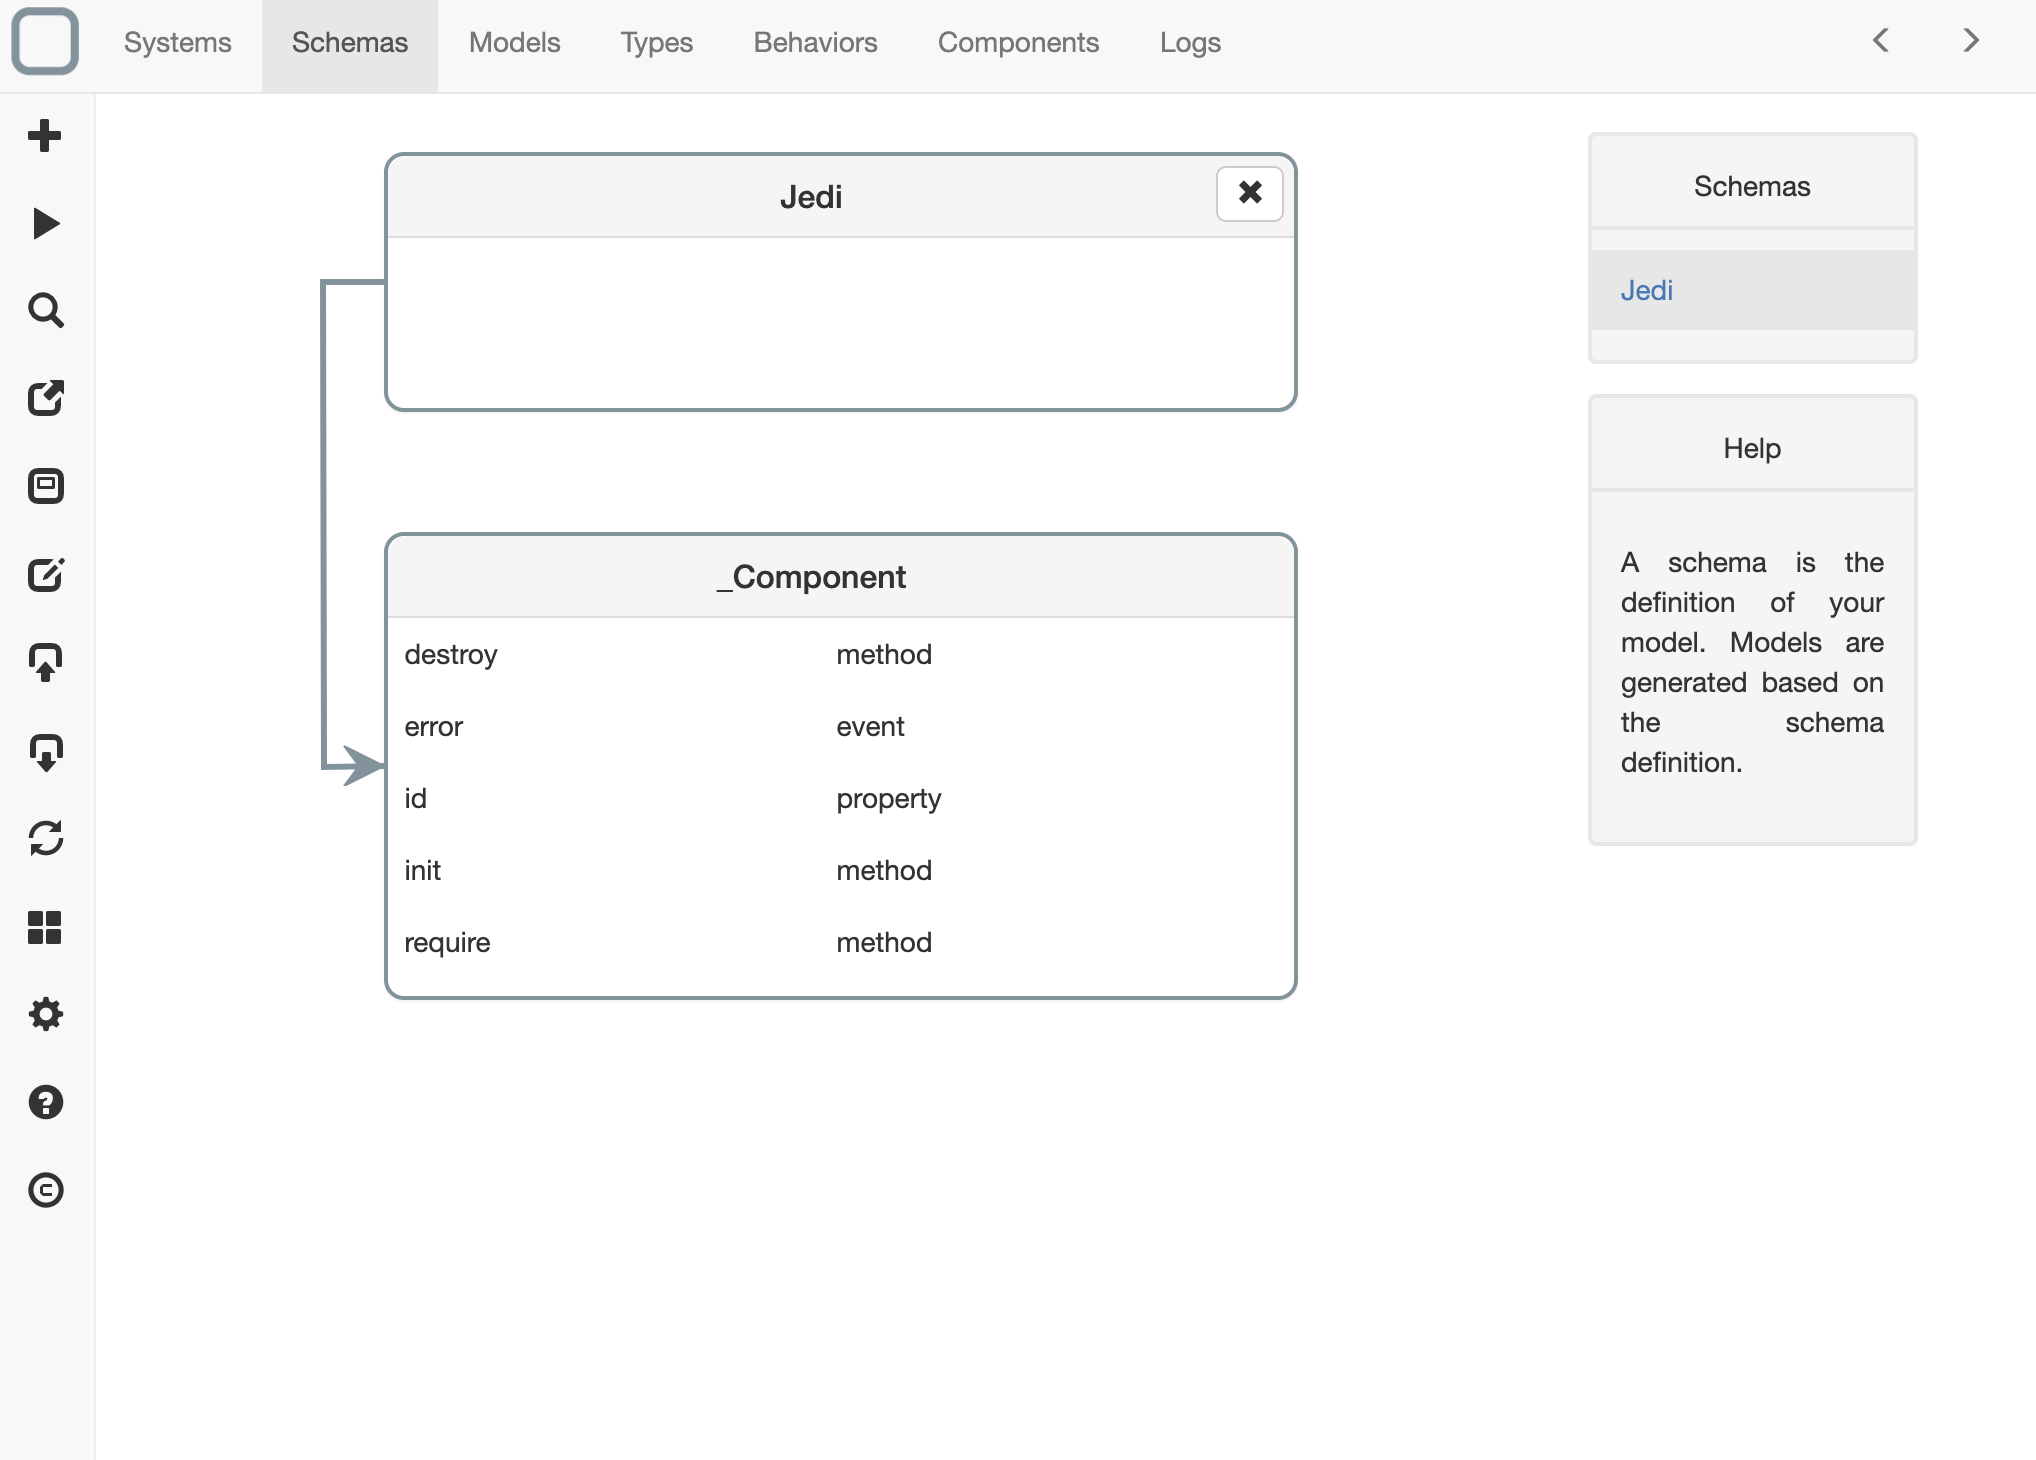 Systems Schemas Models Types Behaviors Components Logs
Jedi
_Component
destroy method
error event
id property
init method
require method
Schemas
Jedi
Help
A schema is the
definition of your
model. Models are
generated based on
the schema
definition.